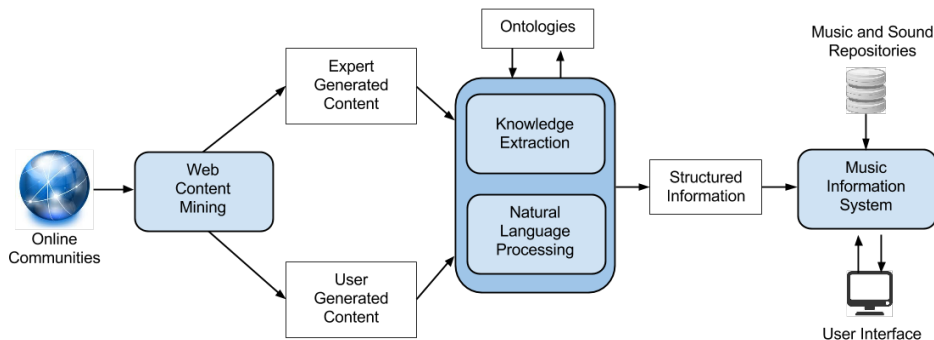 Online
Communities
Web
Content
Mining
Expert
Generated
Content
User
Generated
Content
Ontologies
Knowledge
Extraction
Natural
Language
Processing
Structured
Information
Music and Sound
Repositories
Music
Information
System
User Interface